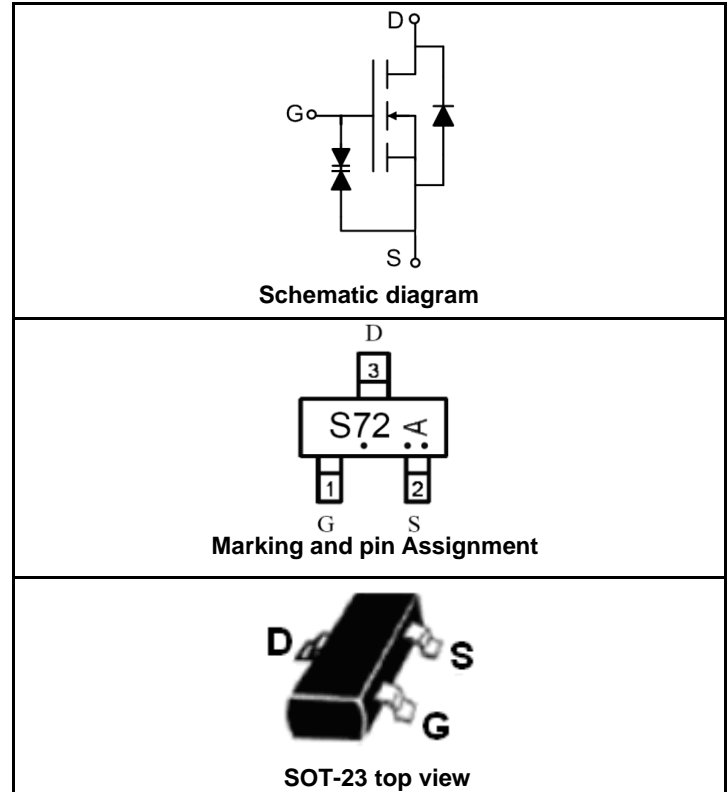 D
G
S
Schematic diagram
D
3
S72 A
1 2
G S
Marking and pin Assignment
D
S
G
SOT-23 top view